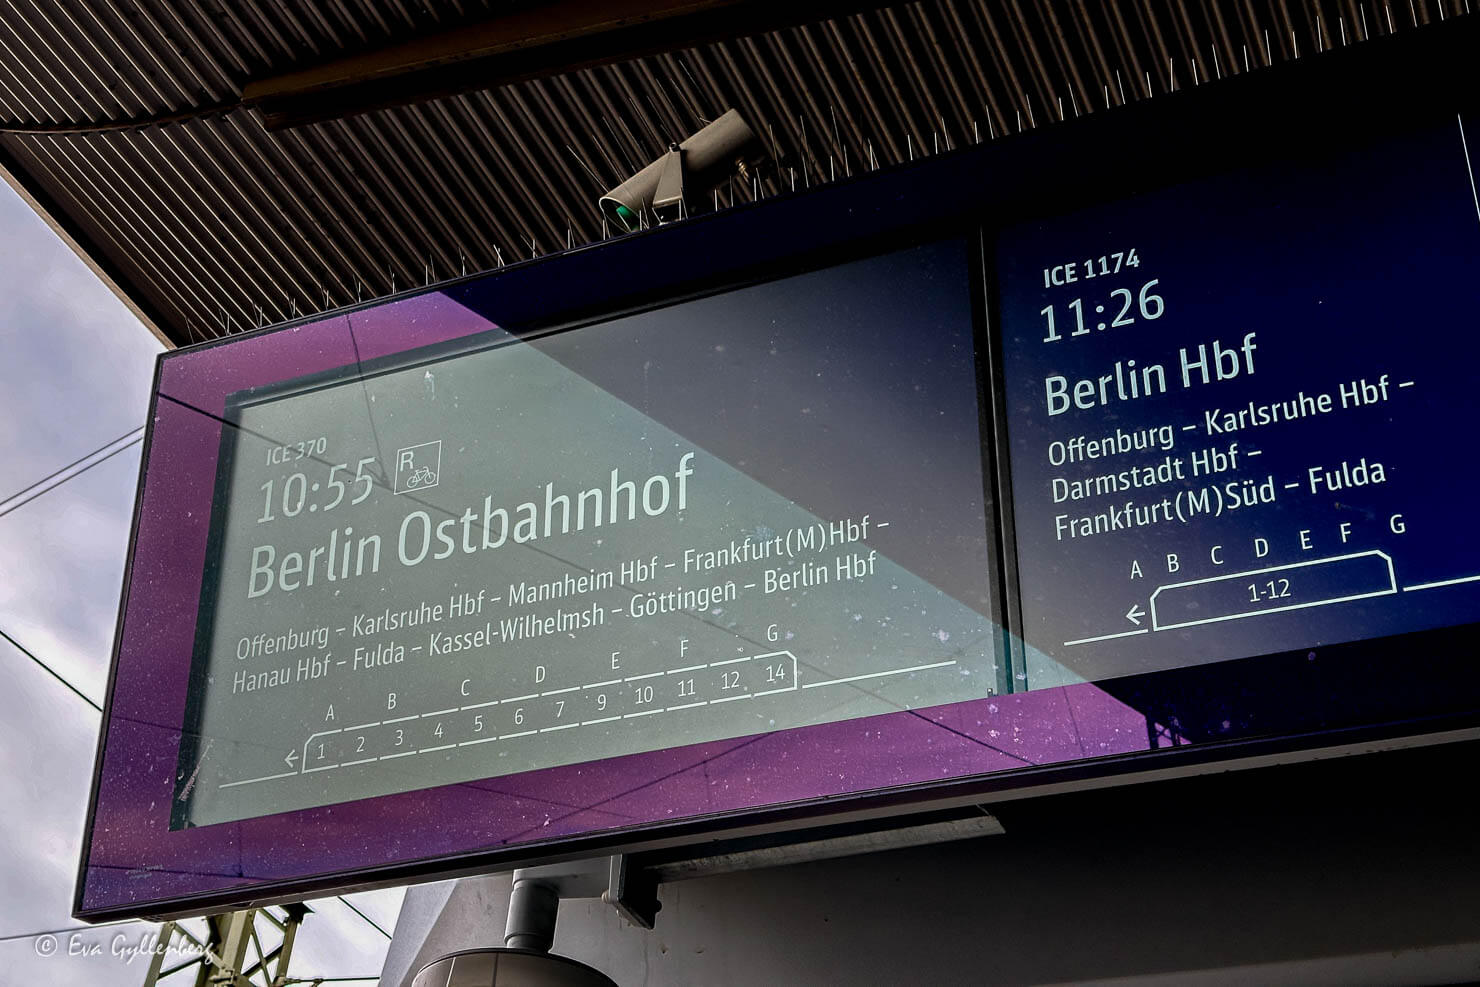 ICE 370
10:55 R
Berlin Ostbahnhof
Offenburg – Karlsruhe Hbf – Mannheim Hbf – Frankfurt(M)Hbf –
Hanau Hbf – Fulda – Kassel-Wilhelmsh – Göttingen – Berlin Hbf
A B C D E F G
1 2 3 4 5 6 7 9 10 11 12 14
ICE 1174
11:26
Berlin Hbf
Offenburg – Karlsruhe Hbf –
Darmstadt Hbf –
Frankfurt(M)Süd – Fulda
A B C D E F G
1-12
© Eva Gyllenberg